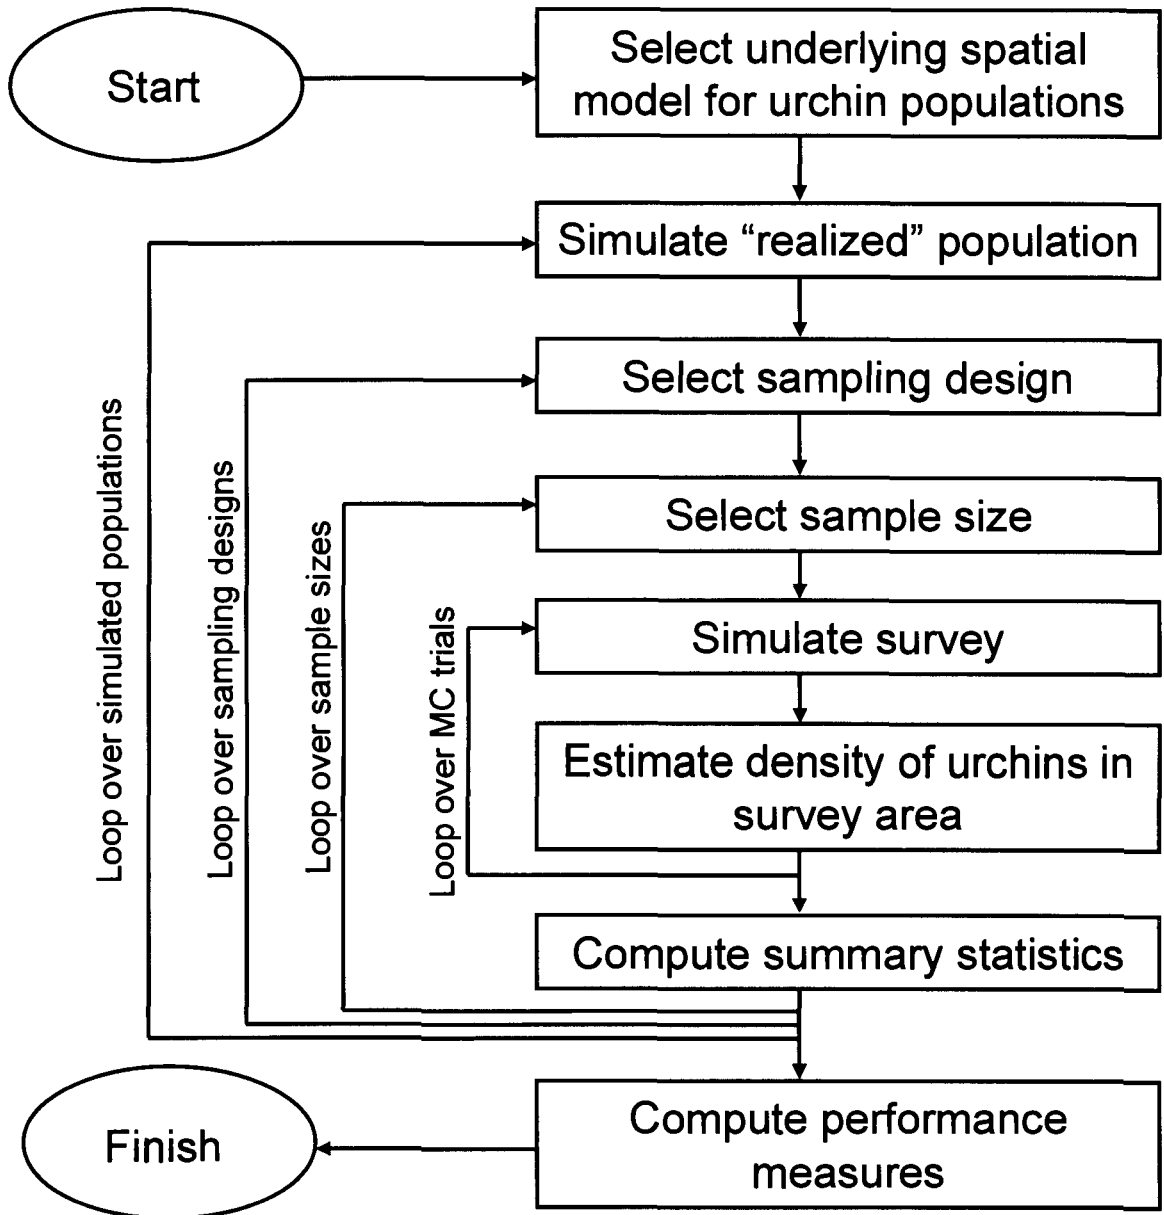 Start
Select underlying spatial
model for urchin populations
Simulate “realized” population
Select sampling design
Select sample size
Simulate survey
Estimate density of urchins in
survey area
Compute summary statistics
Compute performance
measures
Finish
Loop over simulated populations
Loop over sampling designs
Loop over sample sizes
Loop over MC trials